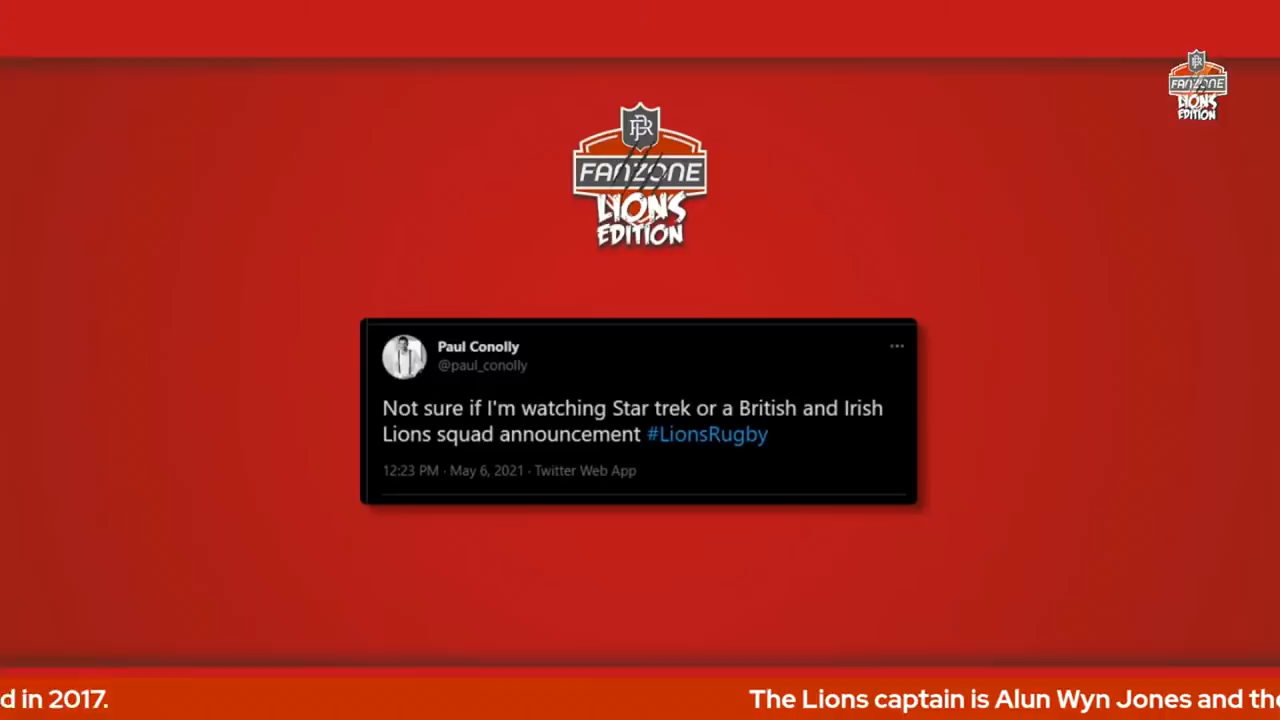 FANZONE
LIONS
EDITION
FANZONE
LIONS
EDITION
Paul Conolly
@paul_conolly
Not sure if I'm watching Star trek or a British and Irish
Lions squad announcement #LionsRugby
12:23 PM · May 6, 2021 · Twitter Web App
d in 2017.
The Lions captain is Alun Wyn Jones and the